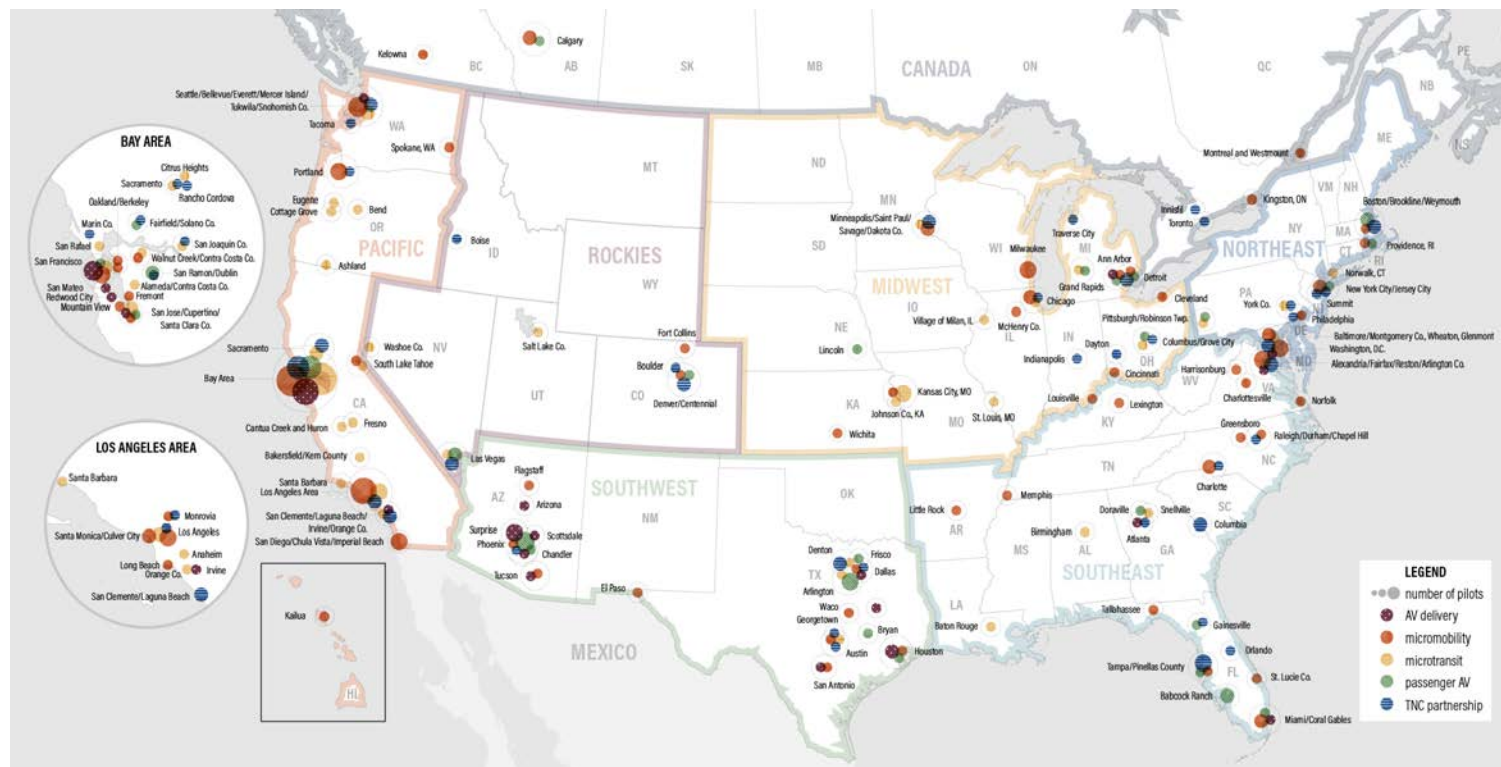 BAY AREA
Citrus Heights
Sacramento
Rancho Cordova
Oakland/Berkeley
Fairfield/Solano Co.
Marin Co.
San Joaquin Co.
San Rafael
Walnut Creek/Contra Costa Co.
San Francisco
San Ramon/Dublin
Alameda/Contra Costa Co.
San Mateo
Redwood City
Fremont
Mountain View
San Jose/Cupertino/
Santa Clara Co.
LOS ANGELES AREA
Santa Barbara
Monrovia
Los Angeles
Santa Monica/Culver City
Anaheim
Long Beach
Orange Co.
Irvine
San Clemente/Laguna Beach
Kailua
HI
CANADA
BC
AB
SK
MB
ON
QC
NB
PE
NS
Kelowna
Calgary
Montreal and Westmount
Kingston, ON
Innisfil
Toronto
PACIFIC
WA
OR
CA
Seattle/Bellevue/Everett/Mercer Island/
Tukwila/Snohomish Co.
Tacoma
Spokane, WA
Portland
Eugene
Cottage Grove
Bend
Ashland
Sacramento
Bay Area
South Lake Tahoe
Cantua Creek and Huron
Fresno
Bakersfield/Kern County
Santa Barbara
Los Angeles Area
San Clemente/Laguna Beach/
Irvine/Orange Co.
San Diego/Chula Vista/Imperial Beach
ROCKIES
MT
ID
WY
NV
UT
CO
Boise
Washoe Co.
Salt Lake Co.
Las Vegas
Fort Collins
Boulder
Denver/Centennial
SOUTHWEST
AZ
NM
OK
TX
Flagstaff
Arizona
Surprise
Scottsdale
Phoenix
Chandler
Tucson
El Paso
Denton
Frisco
Dallas
Arlington
Waco
Georgetown
Bryan
Austin
Houston
San Antonio
MEXICO
MIDWEST
ND
SD
NE
KA
MN
IO
MO
WI
IL
MI
IN
OH
Minneapolis/Saint Paul/
Savage/Dakota Co.
Traverse City
Milwaukee
Ann Arbor
Grand Rapids
Detroit
Chicago
McHenry Co.
Village of Milan, IL
Cleveland
Lincoln
Indianapolis
Dayton
Columbus/Grove City
Cincinnati
Kansas City, MO
Johnson Co, KA
St. Louis, MO
Wichita
NORTHEAST
ME
VM
NH
NY
MA
CT
RI
PA
DE
MD
Boston/Brookline/Weymouth
Providence, RI
Norwalk, CT
New York City/Jersey City
Summit
York Co.
Philadelphia
Pittsburgh/Robinson Twp.
Baltimore/Montgomery Co., Wheaton, Glenmont
Washington, D.C.
Alexandria/Fairfax/Reston/Arlington Co.
SOUTHEAST
WV
VA
KY
TN
NC
SC
AR
MS
AL
GA
LA
FL
Harrisonburg
Charlottesville
Norfolk
Louisville
Lexington
Greensboro
Raleigh/Durham/Chapel Hill
Charlotte
Memphis
Little Rock
Birmingham
Doraville
Snellville
Atlanta
Columbia
Baton Rouge
Tallahassee
Gainesville
Orlando
Tampa/Pinellas County
St. Lucie Co.
Babcock Ranch
Miami/Coral Gables
LEGEND
number of pilots
AV delivery
micromobility
microtransit
passenger AV
TNC partnership